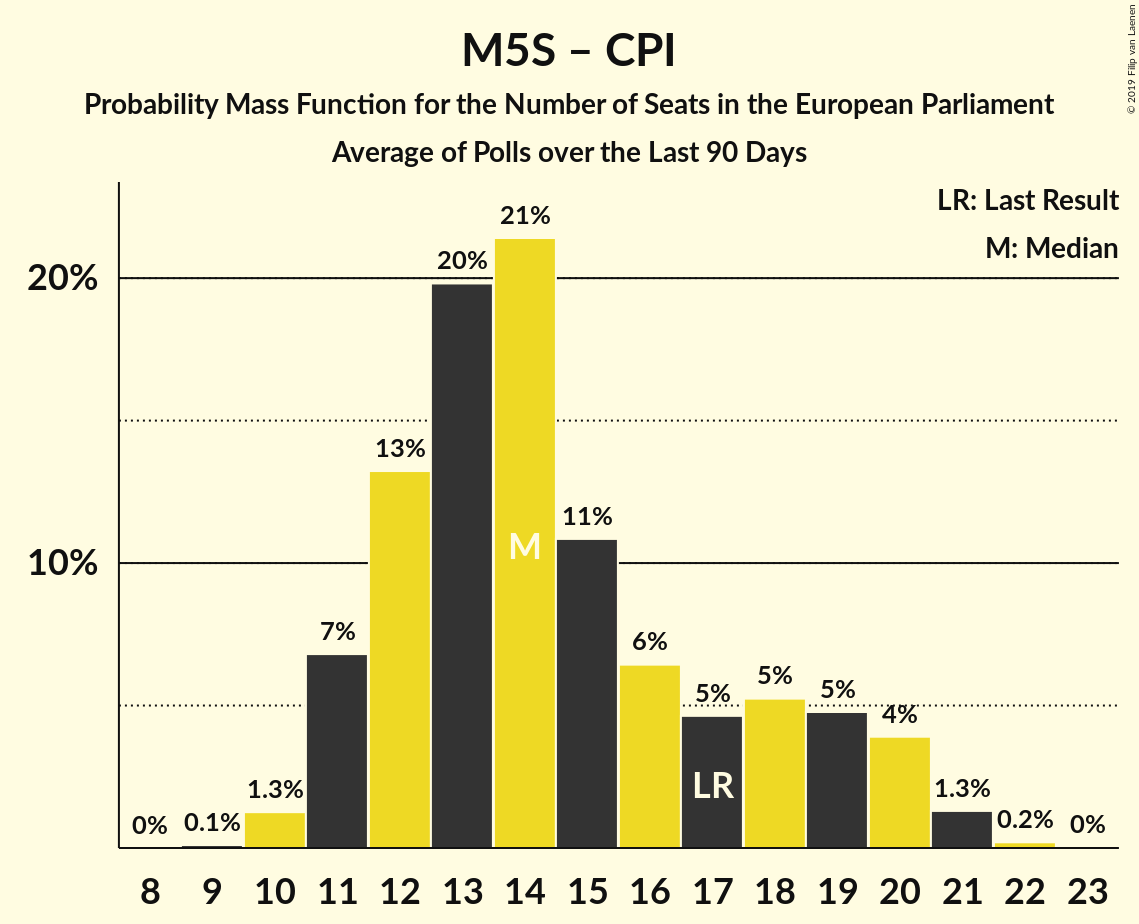 M5S – CPI
Probability Mass Function for the Number of Seats in the European Parliament
Average of Polls over the Last 90 Days
© 2019 Filip van Laenen
LR: Last Result
M: Median
20%
10%
0%
0.1%
1.3%
7%
13%
20%
21%
11%
6%
5%
5%
5%
4%
1.3%
0.2%
0%
M
LR
8 9 10 11 12 13 14 15 16 17 18 19 20 21 22 23